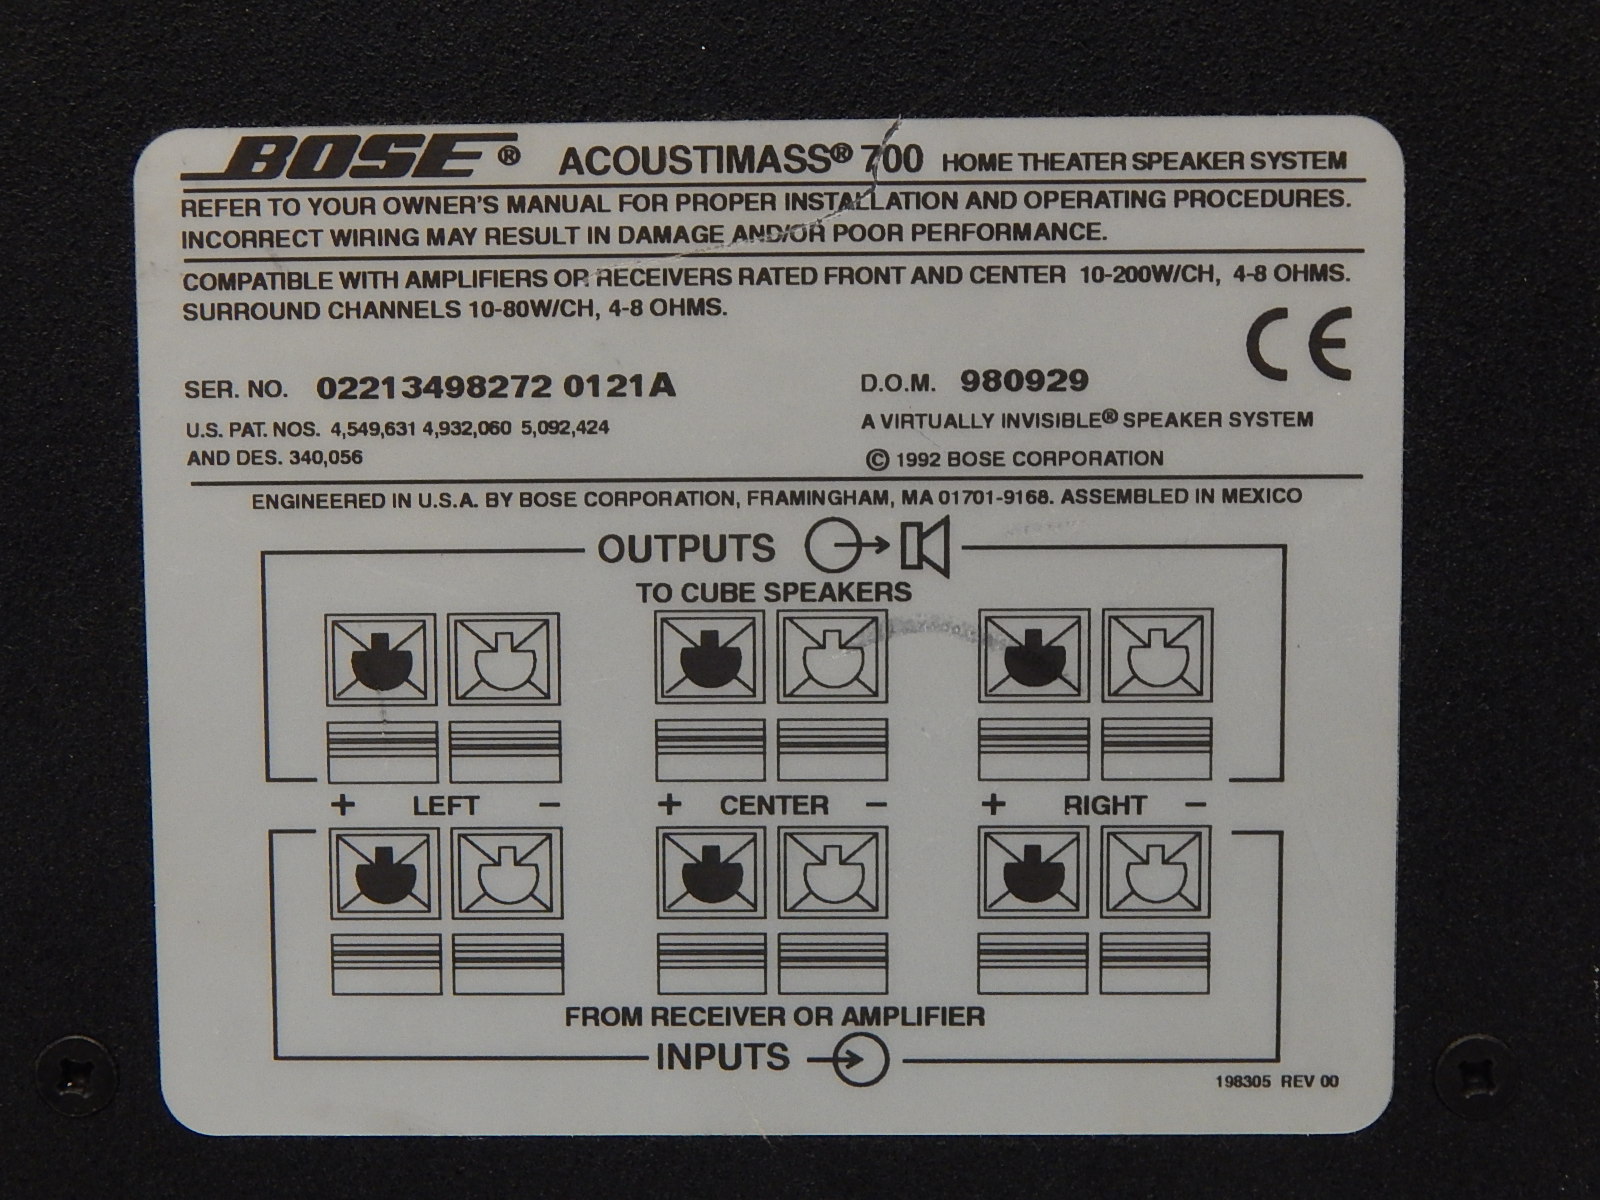 BOSE® ACOUSTIMASS® 700 HOME THEATER SPEAKER SYSTEM
REFER TO YOUR OWNER'S MANUAL FOR PROPER INSTALLATION AND OPERATING PROCEDURES.
INCORRECT WIRING MAY RESULT IN DAMAGE AND/OR POOR PERFORMANCE.
COMPATIBLE WITH AMPLIFIERS OR RECEIVERS RATED FRONT AND CENTER 10-200W/CH, 4-8 OHMS.
SURROUND CHANNELS 10-80W/CH, 4-8 OHMS.
CE
SER. NO. 02213498272 0121A D.O.M. 980929
U.S. PAT. NOS. 4,549,631 4,932,060 5,092,424 A VIRTUALLY INVISIBLE® SPEAKER SYSTEM
AND DES. 340,056 © 1992 BOSE CORPORATION
ENGINEERED IN U.S.A. BY BOSE CORPORATION, FRAMINGHAM, MA 01701-9168. ASSEMBLED IN MEXICO
OUTPUTS
TO CUBE SPEAKERS
+ LEFT − + CENTER − + RIGHT −
FROM RECEIVER OR AMPLIFIER
INPUTS
198305 REV 00